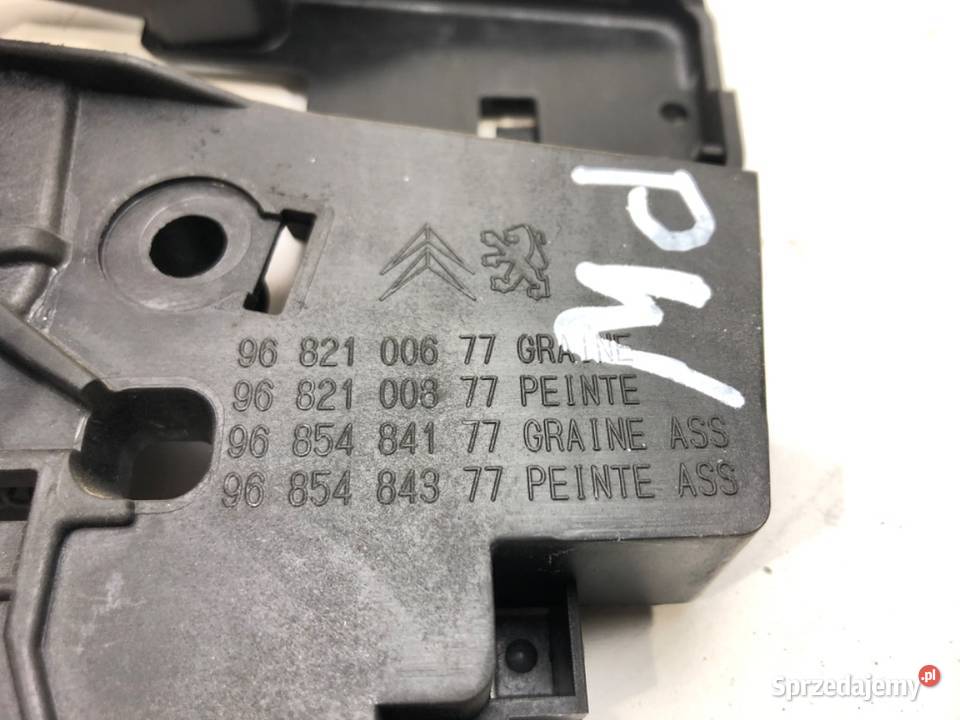 PW
96 821 006 77 GRAINE
96 821 008 77 PEINTE
96 854 841 77 GRAINE ASS
96 854 843 77 PEINTE ASS
Sprzedajemy.pl